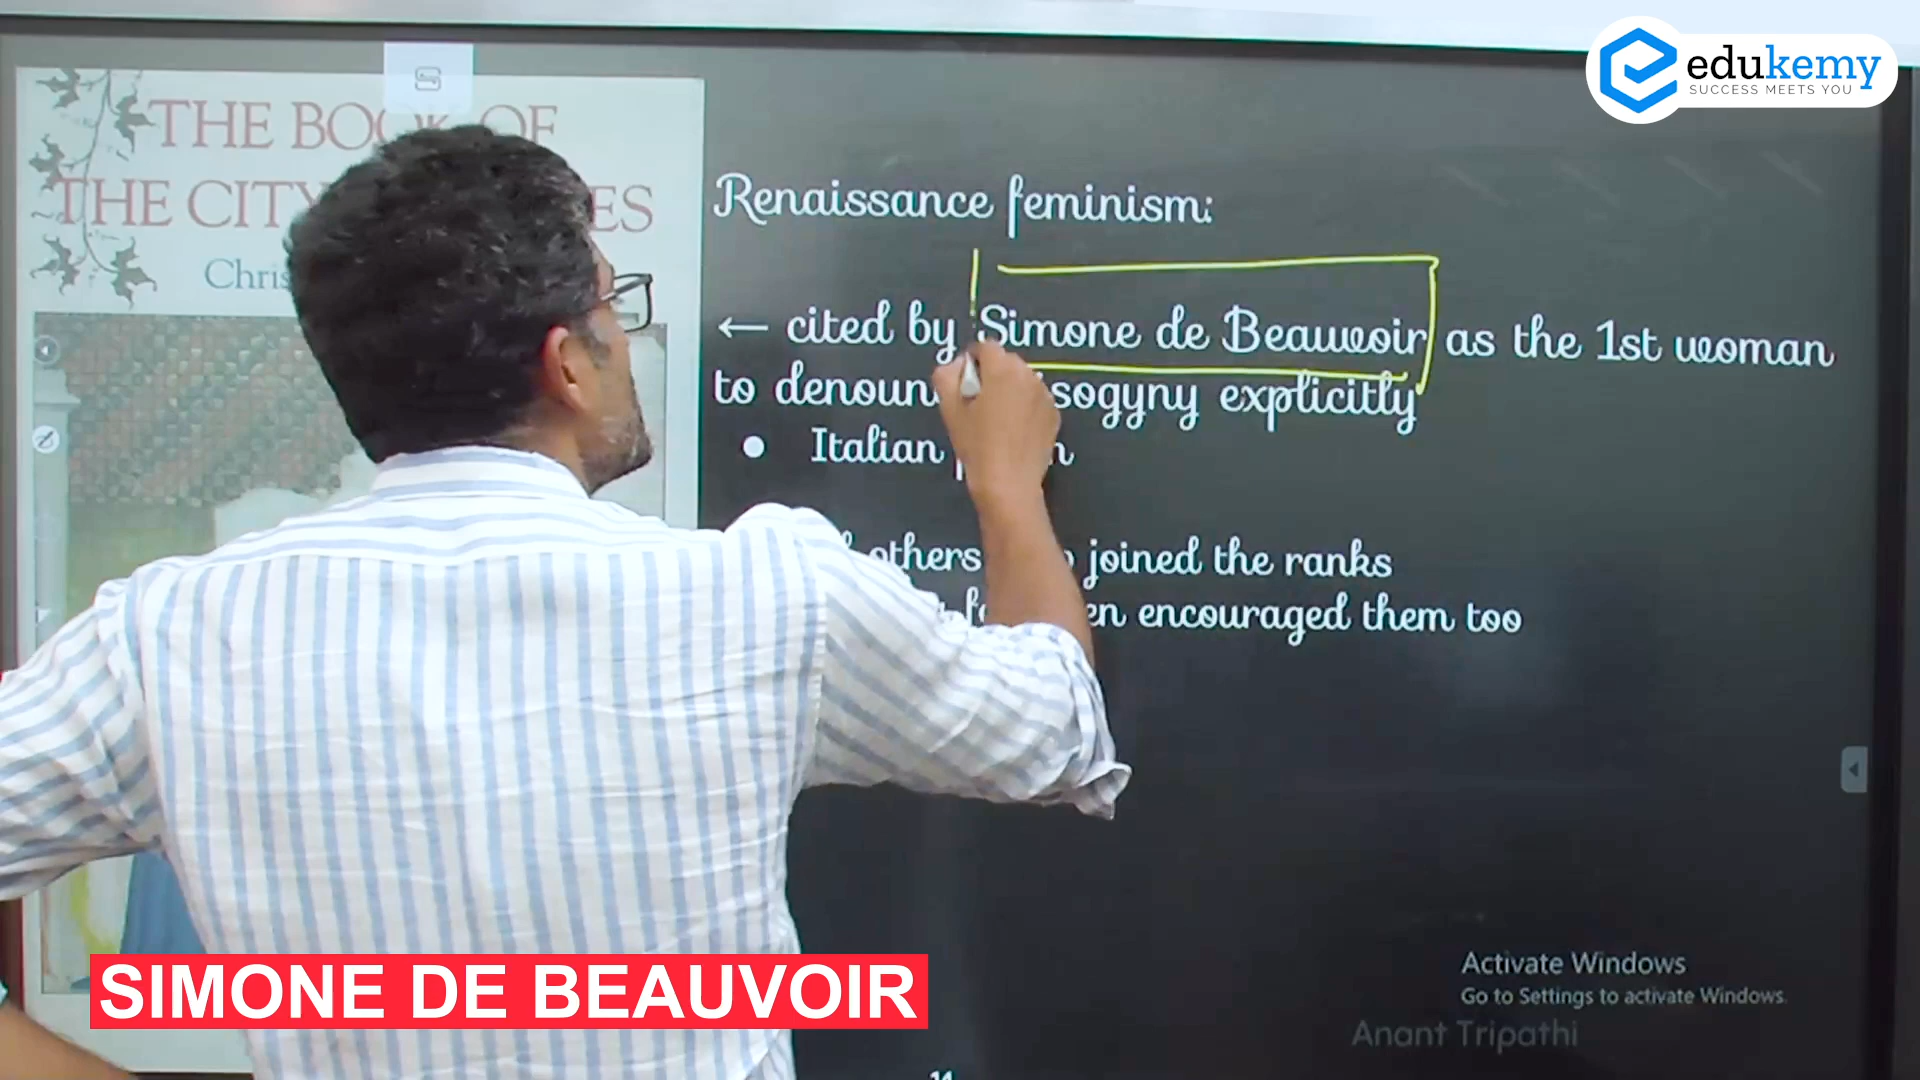 edukemy
SUCCESS MEETS YOU
THE BOOK OF
THE CITY
ES
Chris
Renaissance feminism:
← cited by Simone de Beauvoir as the 1st woman
to denoun sogyny explicitly
• Italian
others joined the ranks
en encouraged them too
SIMONE DE BEAUVOIR
Activate Windows
Go to Settings to activate Windows.
Anant Tripathi